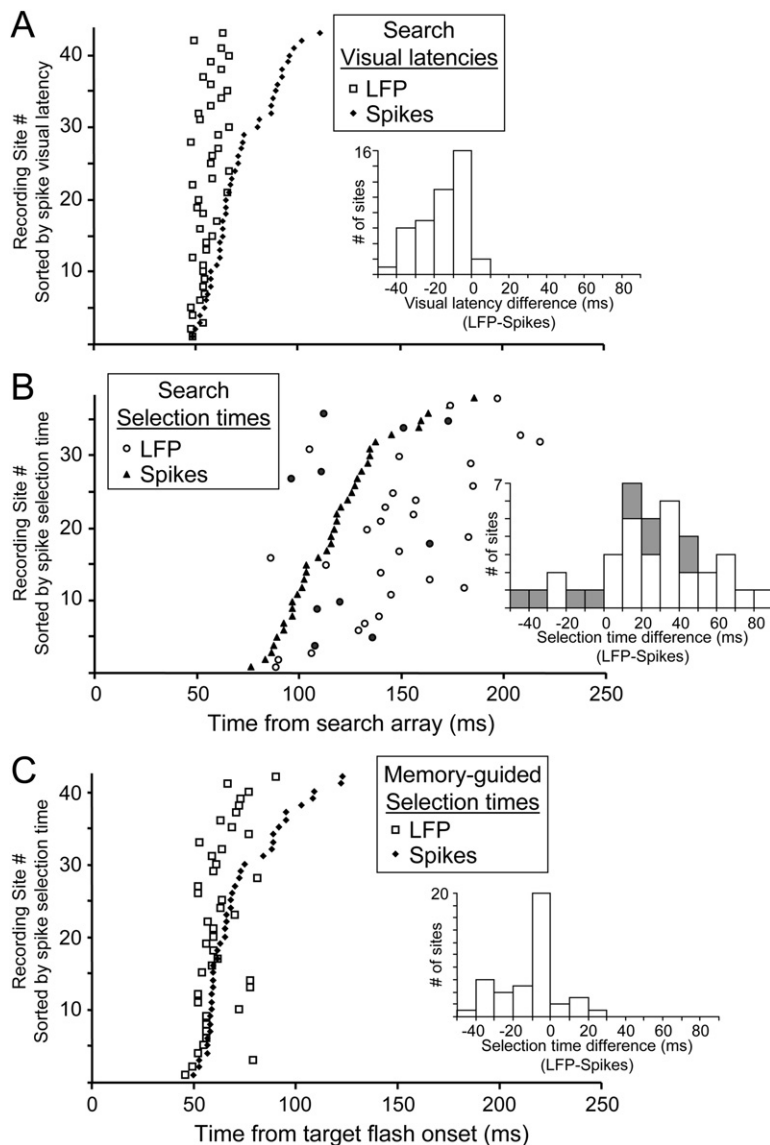 A
Recording Site #
Sorted by spike visual latency
40
30
20
10
Search
Visual latencies
LFP
Spikes
16
# of sites
-40 -20 0 20 40 60 80
Visual latency difference (ms)
(LFP-Spikes)
B
Recording Site #
Sorted by spike selection time
30
20
10
Search
Selection times
LFP
Spikes
7
# of sites
-40 -20 0 20 40 60 80
Selection time difference (ms)
(LFP-Spikes)
0 50 100 150 200 250
Time from search array (ms)
C
Recording Site #
Sorted by spike selection time
40
30
20
10
Memory-guided
Selection times
LFP
Spikes
20
# of sites
-40 -20 0 20 40 60 80
Selection time difference (ms)
(LFP-Spikes)
0 50 100 150 200 250
Time from target flash onset (ms)